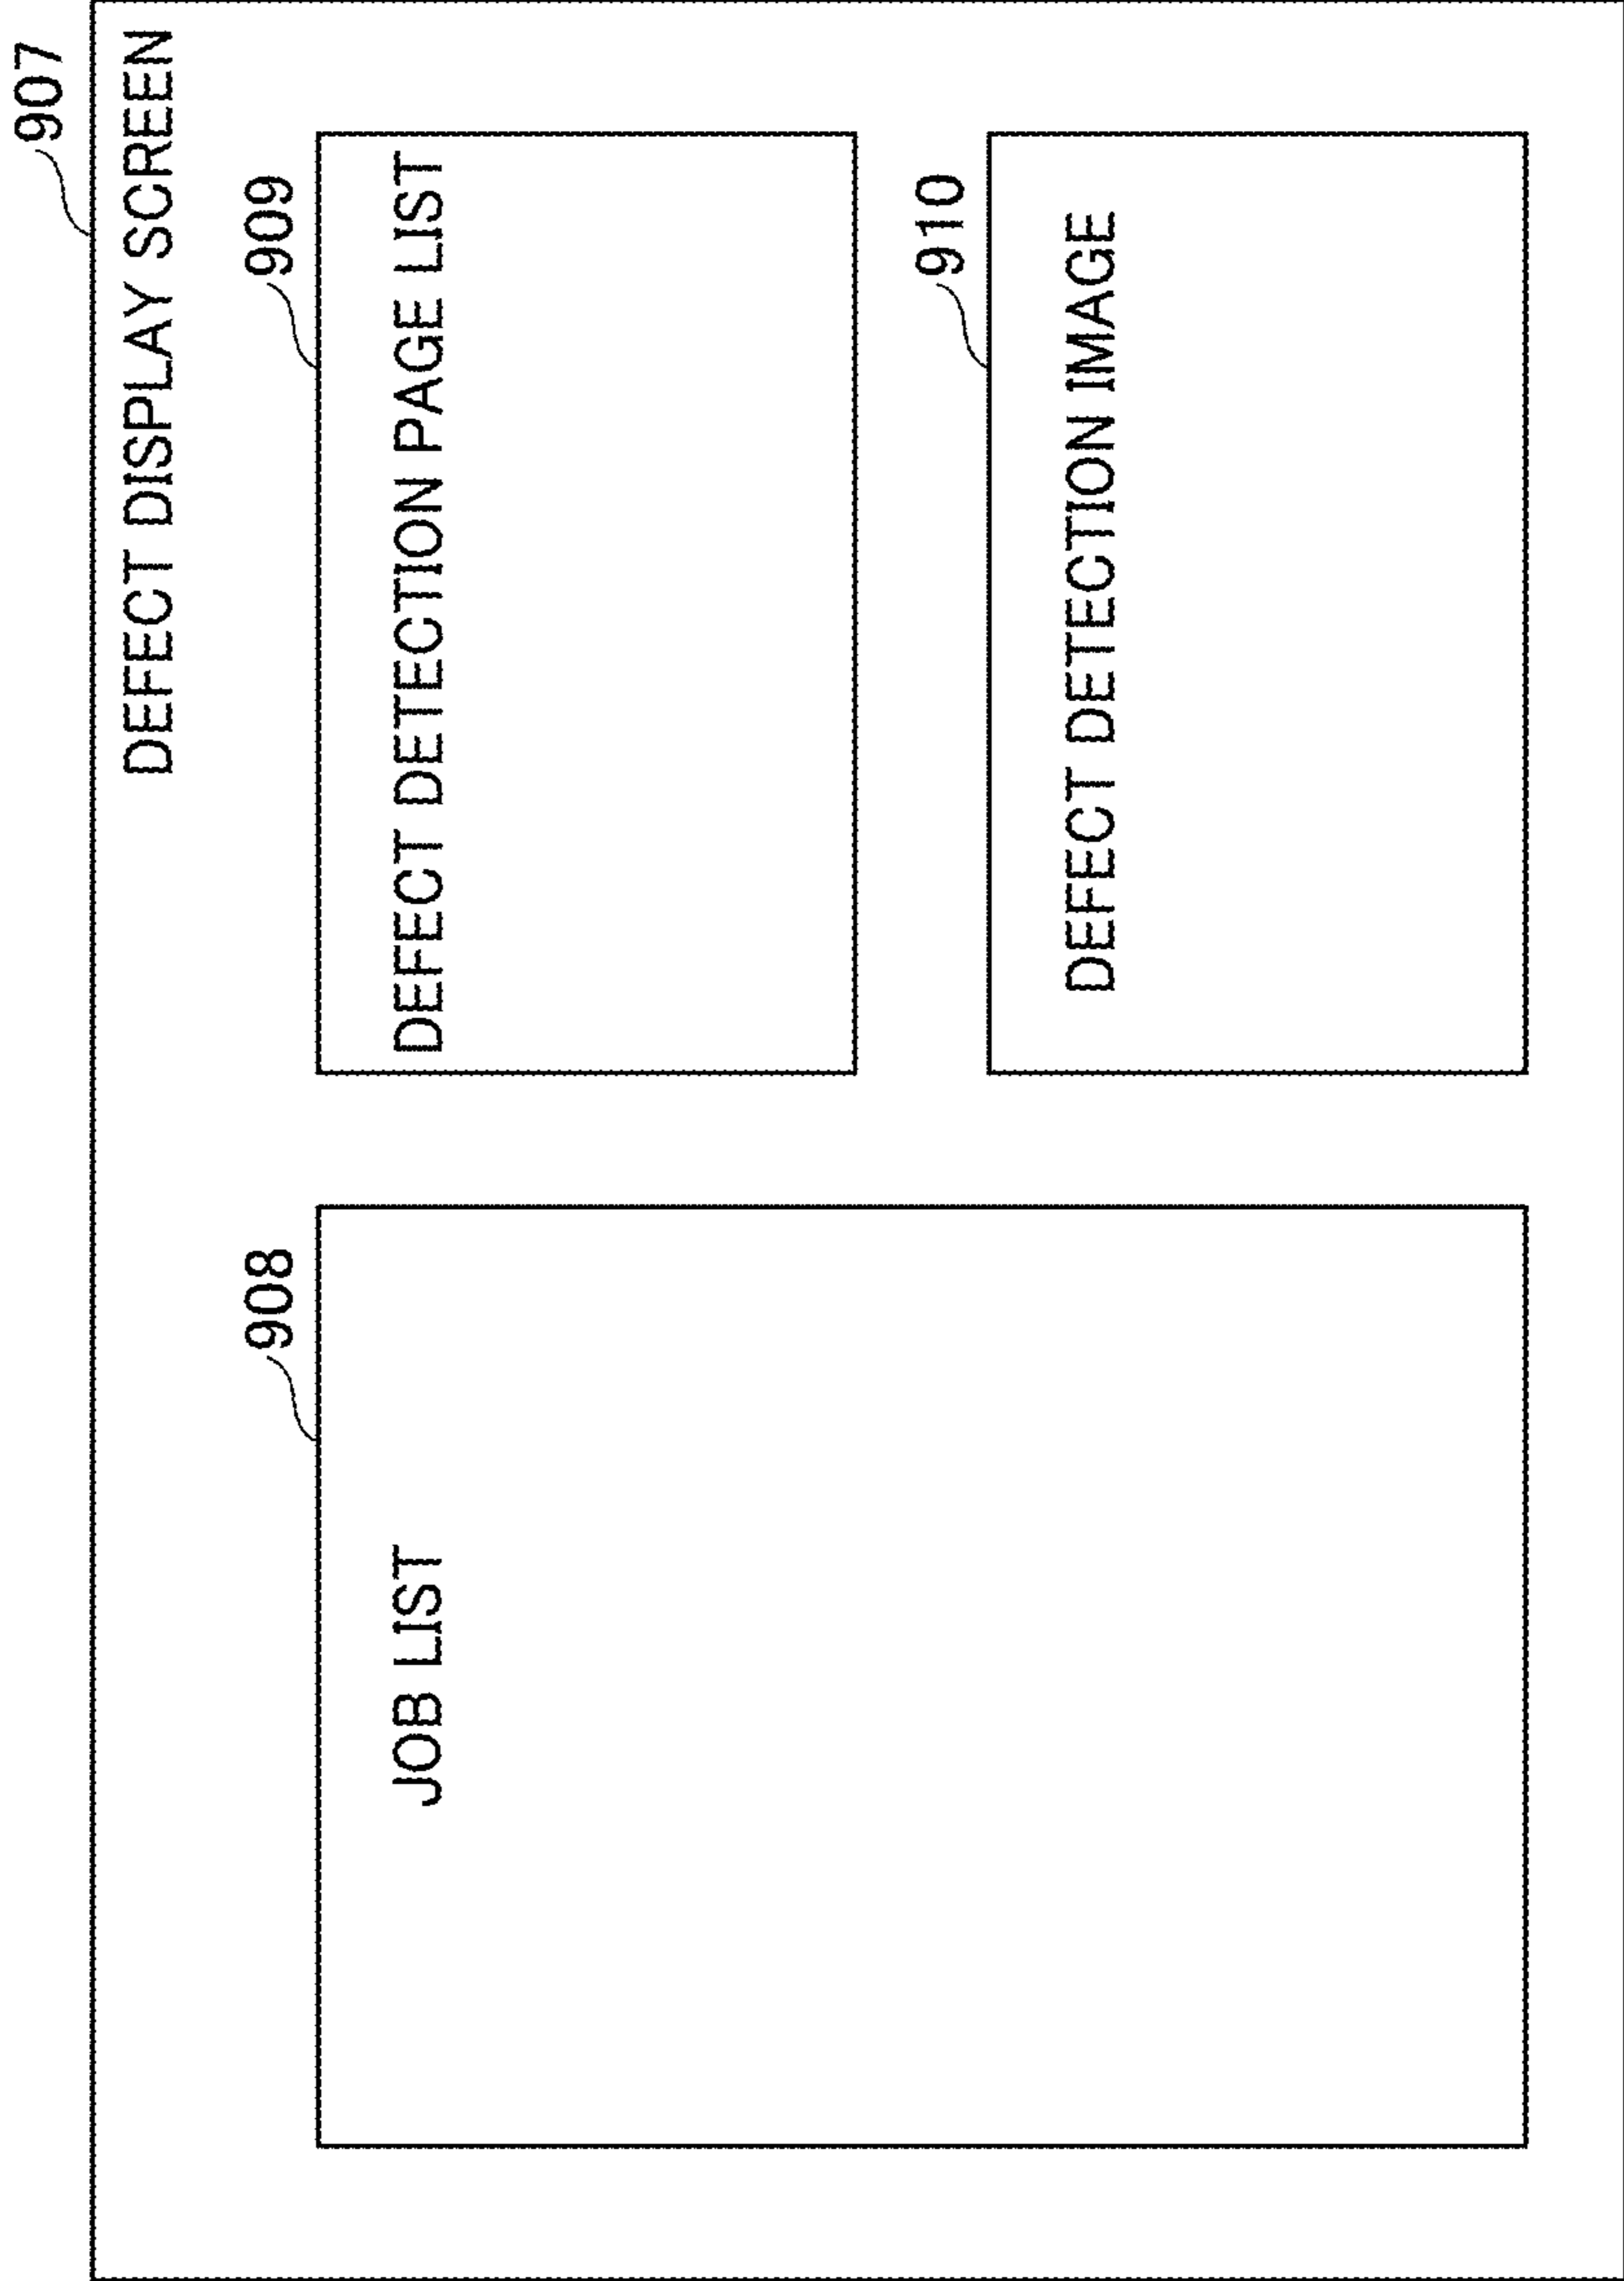 907
DEFECT DISPLAY SCREEN
908
JOB LIST
909
DEFECT DETECTION PAGE LIST
910
DEFECT DETECTION IMAGE